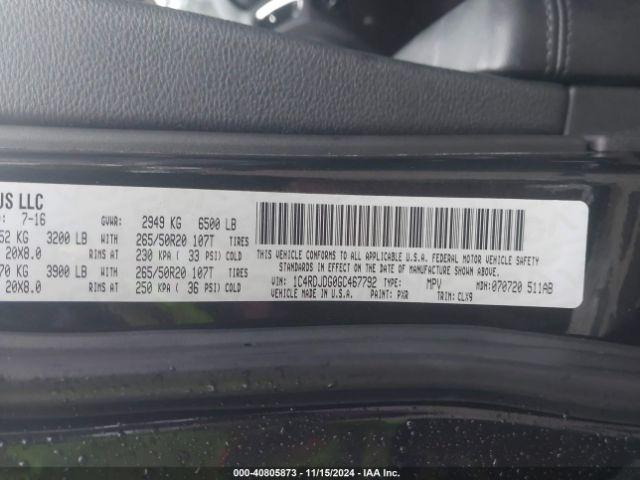 US LLC
7-16 GVWR: 2949 KG 6500 LB
52 KG 3200 LB WITH 265/50R20 107T TIRES
20X8.0 RIMS AT 230 KPA ( 33 PSI) COLD
70 KG 3900 LB WITH 265/50R20 107T TIRES
20X8.0 RIMS AT 250 KPA ( 36 PSI) COLD
THIS VEHICLE CONFORMS TO ALL APPLICABLE U.S.A. FEDERAL MOTOR VEHICLE SAFETY
STANDARDS IN EFFECT ON THE DATE OF MANUFACTURE SHOWN ABOVE.
VIN: 1C4RDJDG0GC467792 TYPE: MPV MDH: 070720 511AB
MADE IN U.S.A. PAINT: PXR TRIM: CLX9
000-40805873 | 11/15/2024 | IAA Inc.